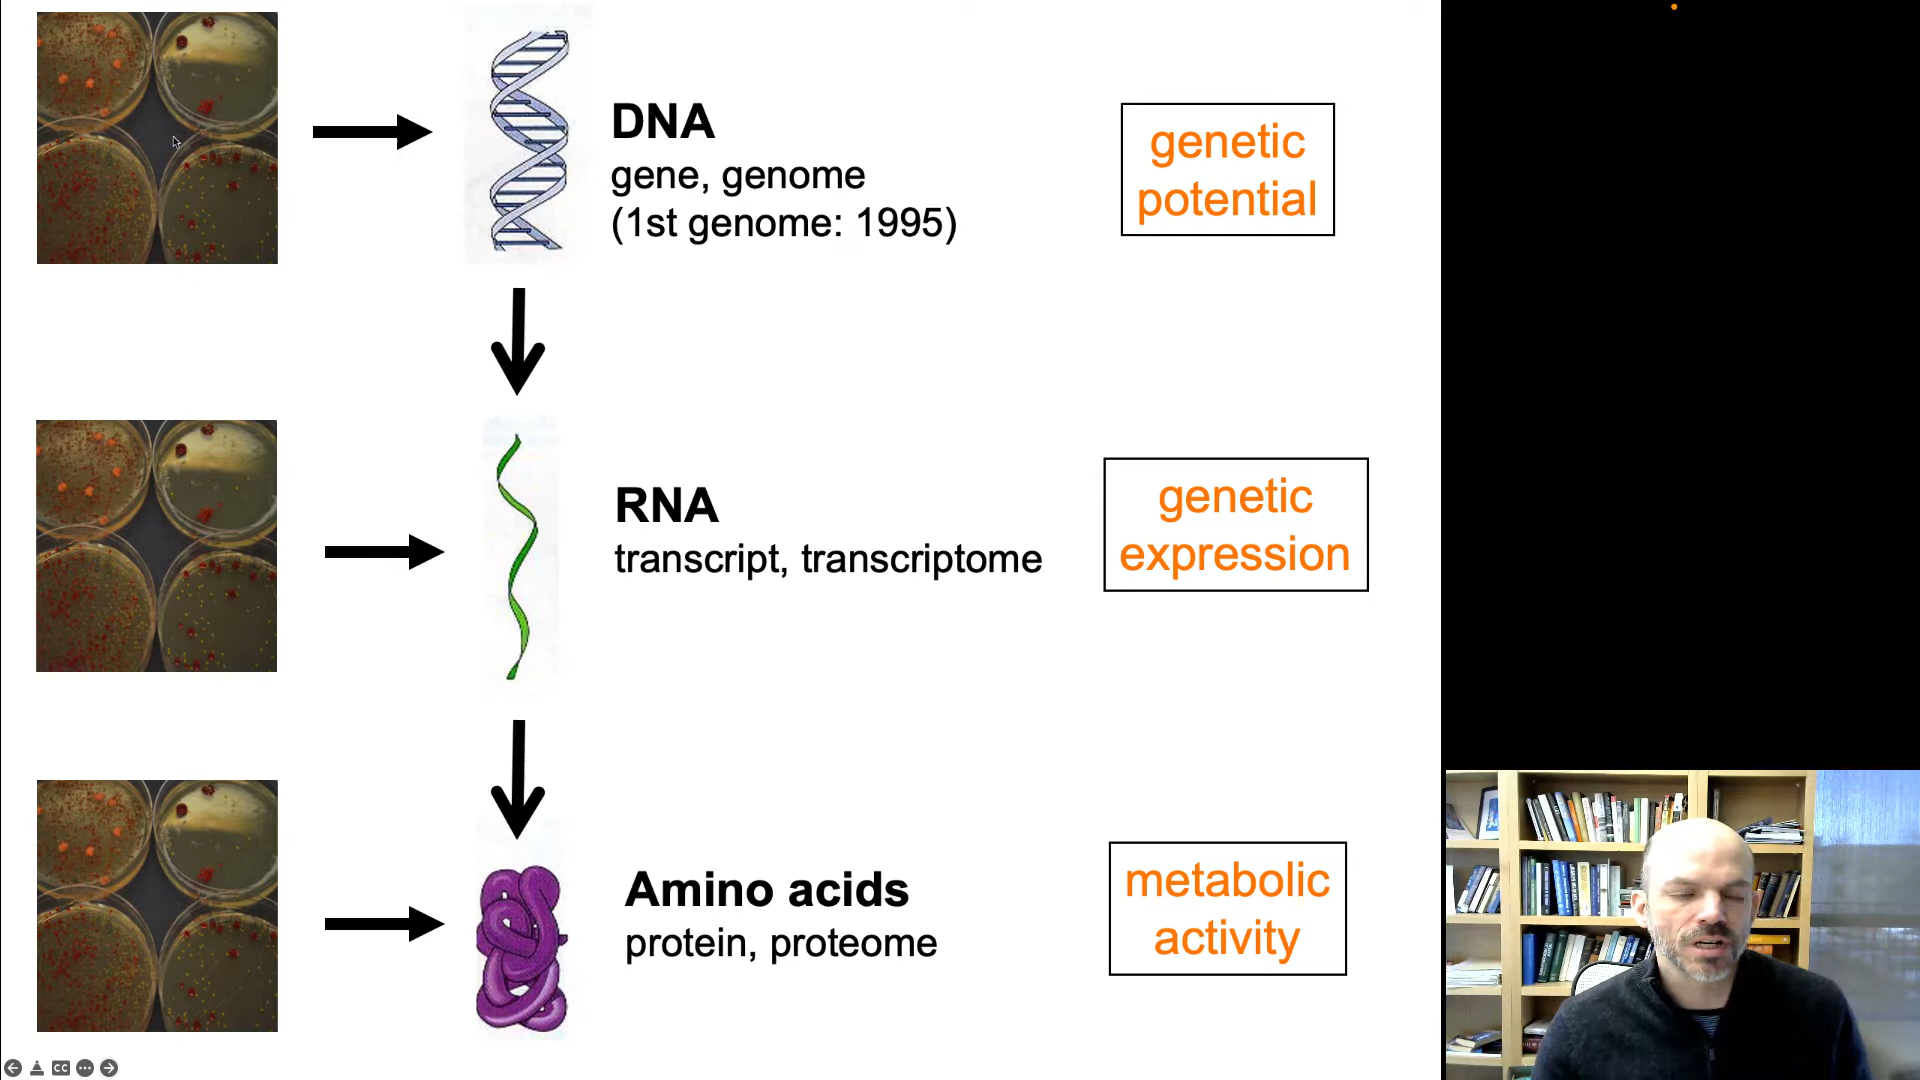 DNA
gene, genome
(1st genome: 1995)
genetic
potential
RNA
transcript, transcriptome
genetic
expression
Amino acids
protein, proteome
metabolic
activity
CC